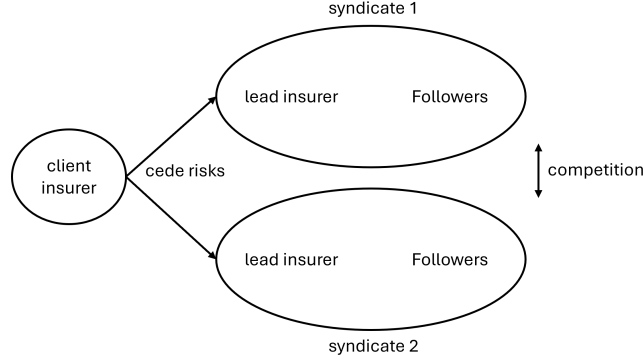 syndicate 1
lead insurer Followers
client
insurer
cede risks
competition
lead insurer Followers
syndicate 2